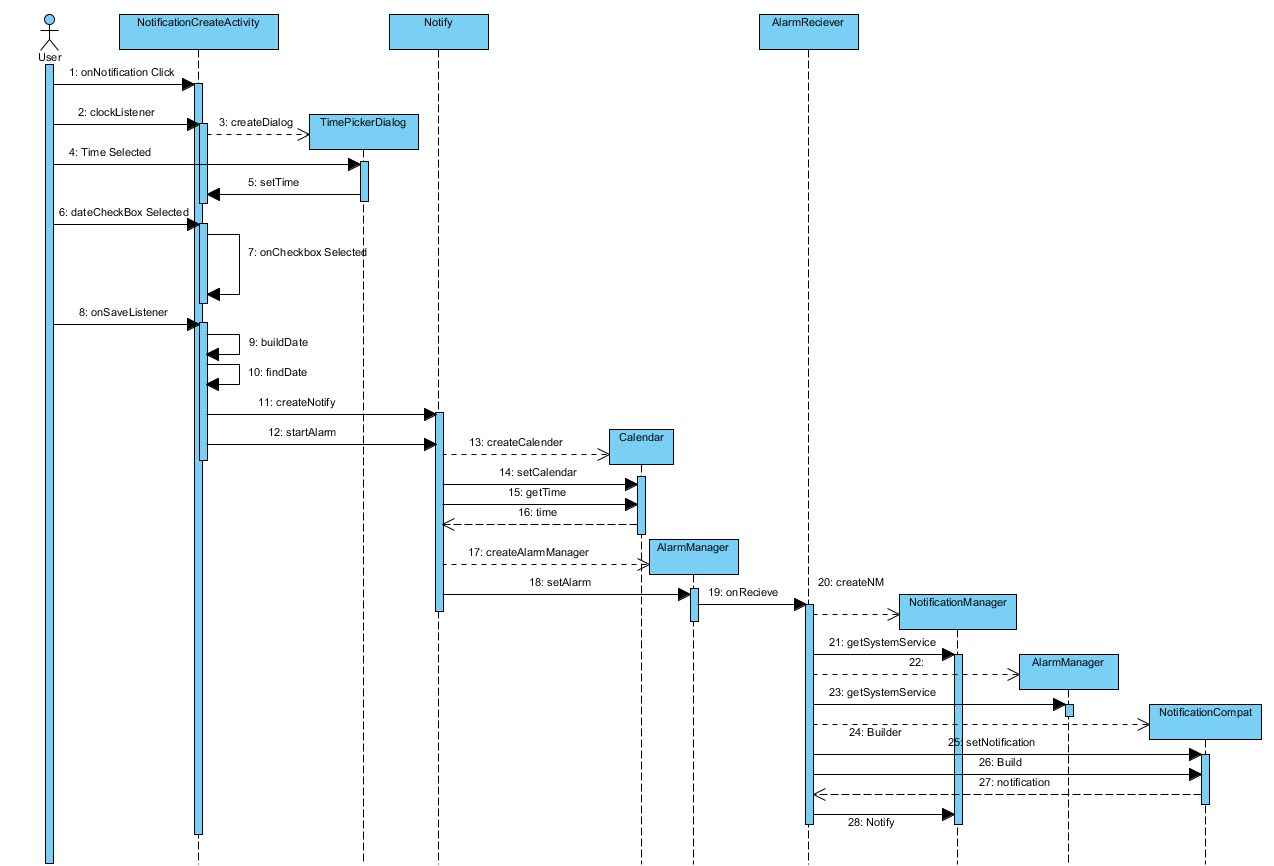 NotificationCreateActivity
Notify
AlarmReciever
User
1: onNotification Click
2: clockListener
3: createDialog
TimePickerDialog
4: Time Selected
5: setTime
6: dateCheckBox Selected
7: onCheckbox Selected
8: onSaveListener
9: buildDate
10: findDate
11: createNotify
12: startAlarm
13: createCalender
Calendar
14: setCalendar
15: getTime
16: time
17: createAlarmManager
AlarmManager
18: setAlarm
19: onRecieve
20: createNM
NotificationManager
21: getSystemService
22:
AlarmManager
23: getSystemService
NotificationCompat
24: Builder
25: setNotification
26: Build
27: notification
28: Notify